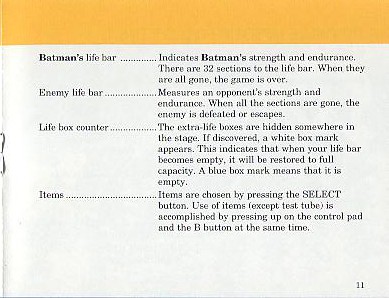 Batman's life bar .............. Indicates Batman's strength and endurance.
There are 32 sections to the life bar. When they
are all gone, the game is over.
Enemy life bar .................... Measures an opponent's strength and
endurance. When all the sections are gone, the
enemy is defeated or escapes.
Life box counter .................. The extra-life boxes are hidden somewhere in
the stage. If discovered, a white box mark
appears. This indicates that when your life bar
becomes empty, it will be restored to full
capacity. A blue box mark means that it is
empty.
Items ................................... Items are chosen by pressing the SELECT
button. Use of items (except test tube) is
accomplished by pressing up on the control pad
and the B button at the same time.
11